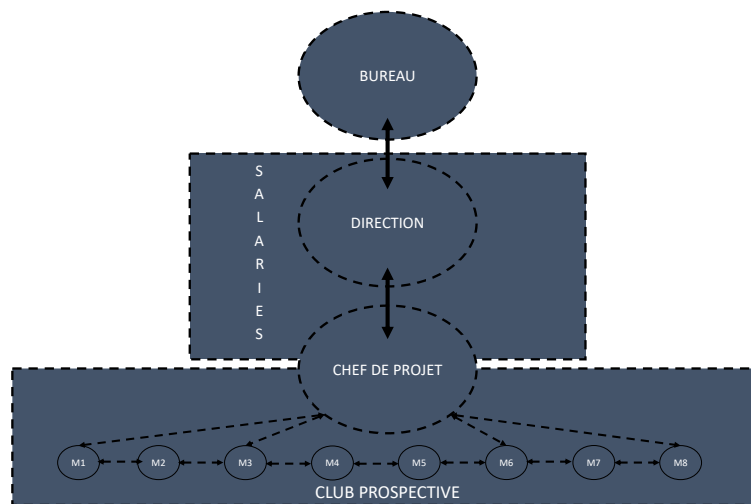 BUREAU
S
A
L
A
R
I
E
S
DIRECTION
CHEF DE PROJET
M1 M2 M3 M4 M5 M6 M7 M8
CLUB PROSPECTIVE